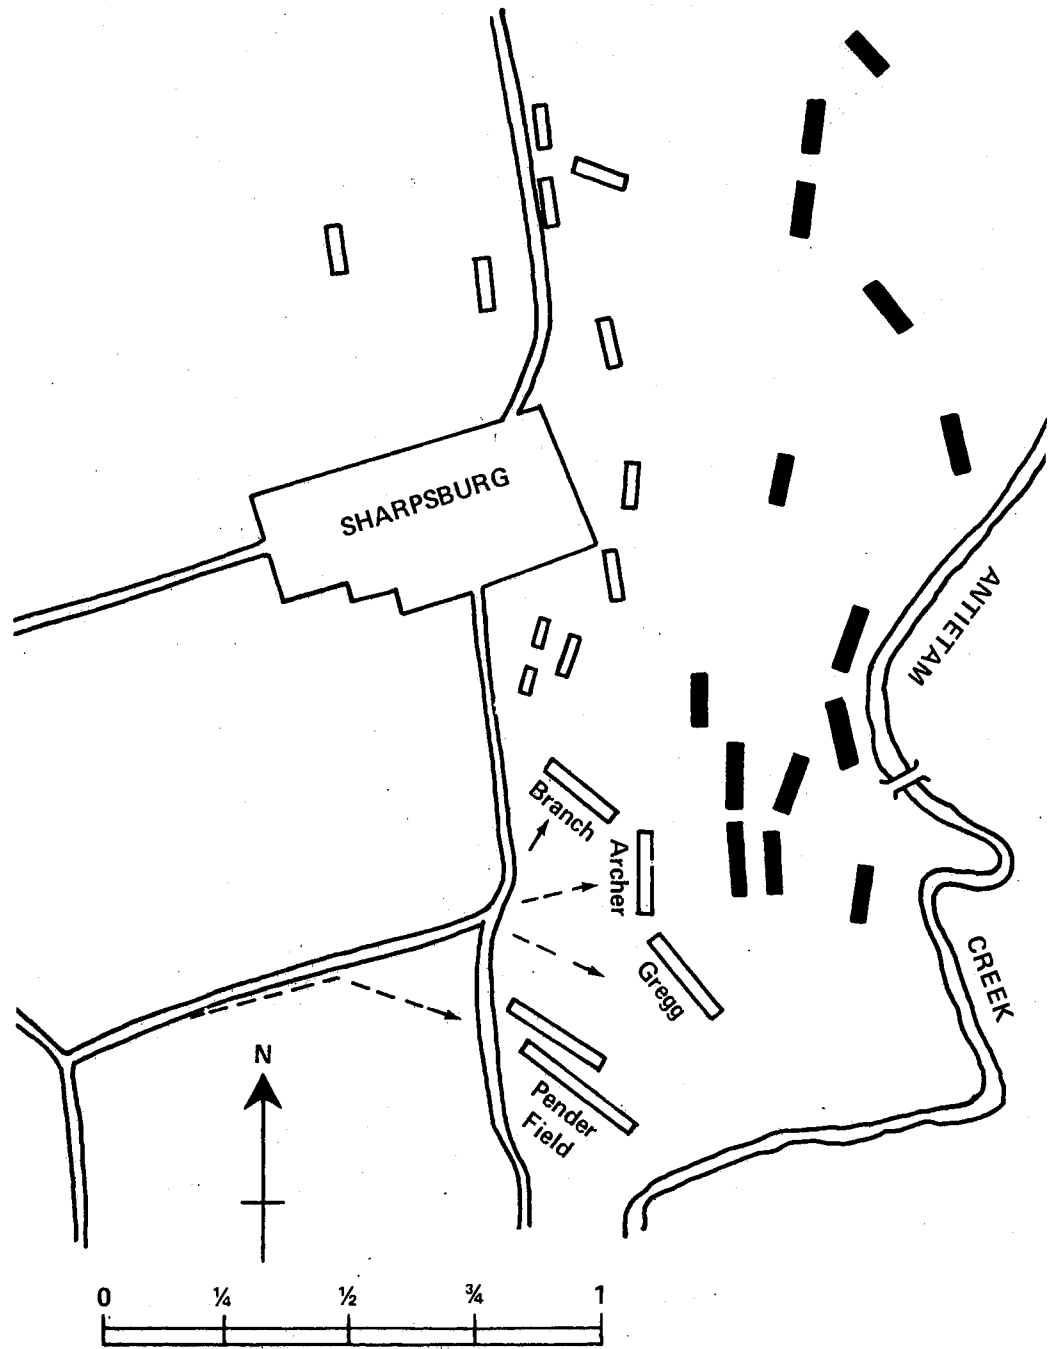 SHARPSBURG
ANTIETAM
Branch
Archer
CREEK
Gregg
N
Pender
Field
0 ¼ ½ ¾ 1